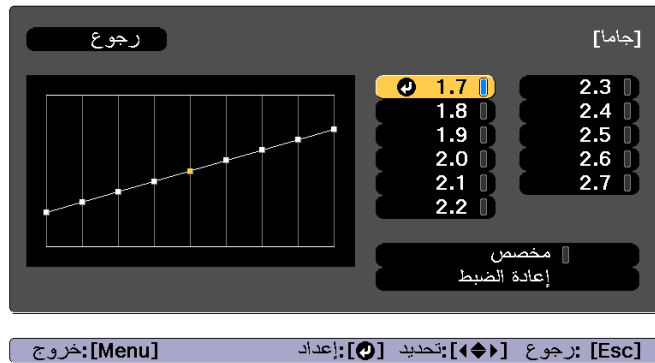 [جاما]
رجوع
1.7
1.8
1.9
2.0
2.1
2.2
2.3
2.4
2.5
2.6
2.7
مخصص
إعادة الضبط
[Esc] :رجوع [◆]:تحديد [↵]:إعداد [Menu]:خروج